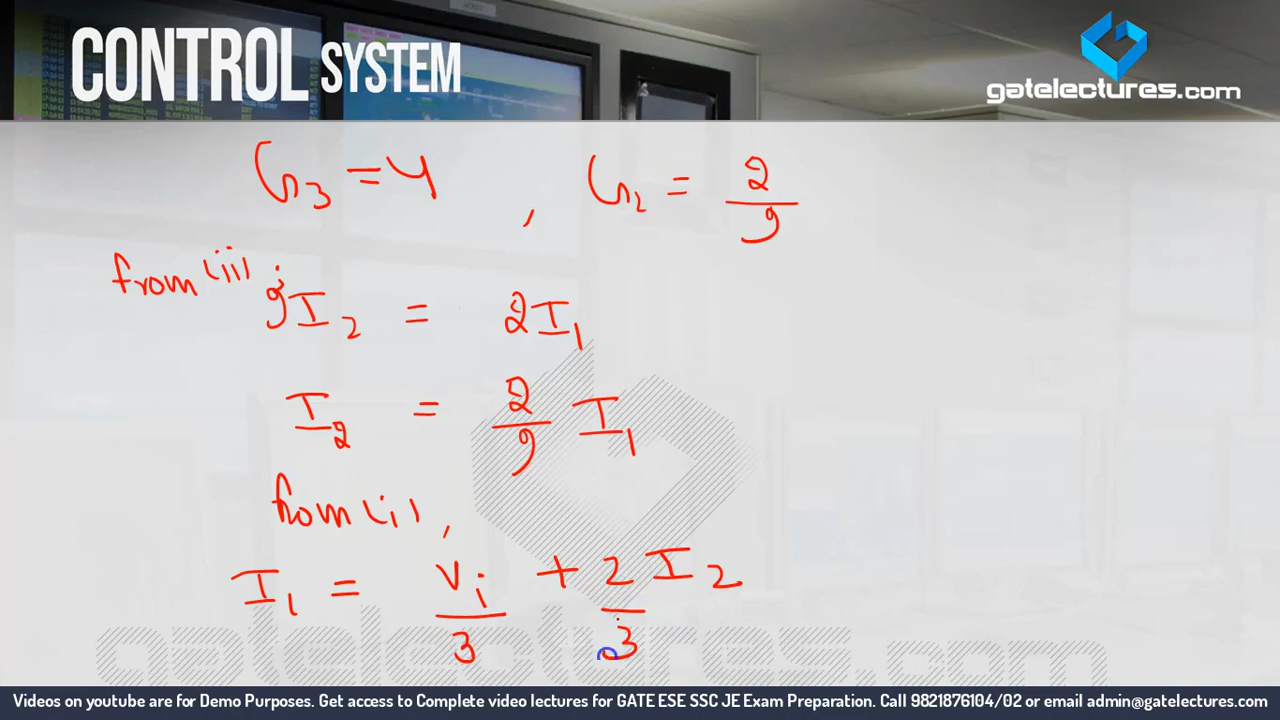 CONTROL SYSTEM
gatelectures.com
G3 = 4 , G2 = 2/9
from (iii) 9I2 = 2I1
I2 = 2/9 I1
from (i),
I1 = Vi/3 + 2/3 I2
gatelectures.com
Videos on youtube are for Demo Purposes. Get access to Complete video lectures for GATE ESE SSC JE Exam Preparation. Call 9821876104/02 or email admin@gatelectures.com